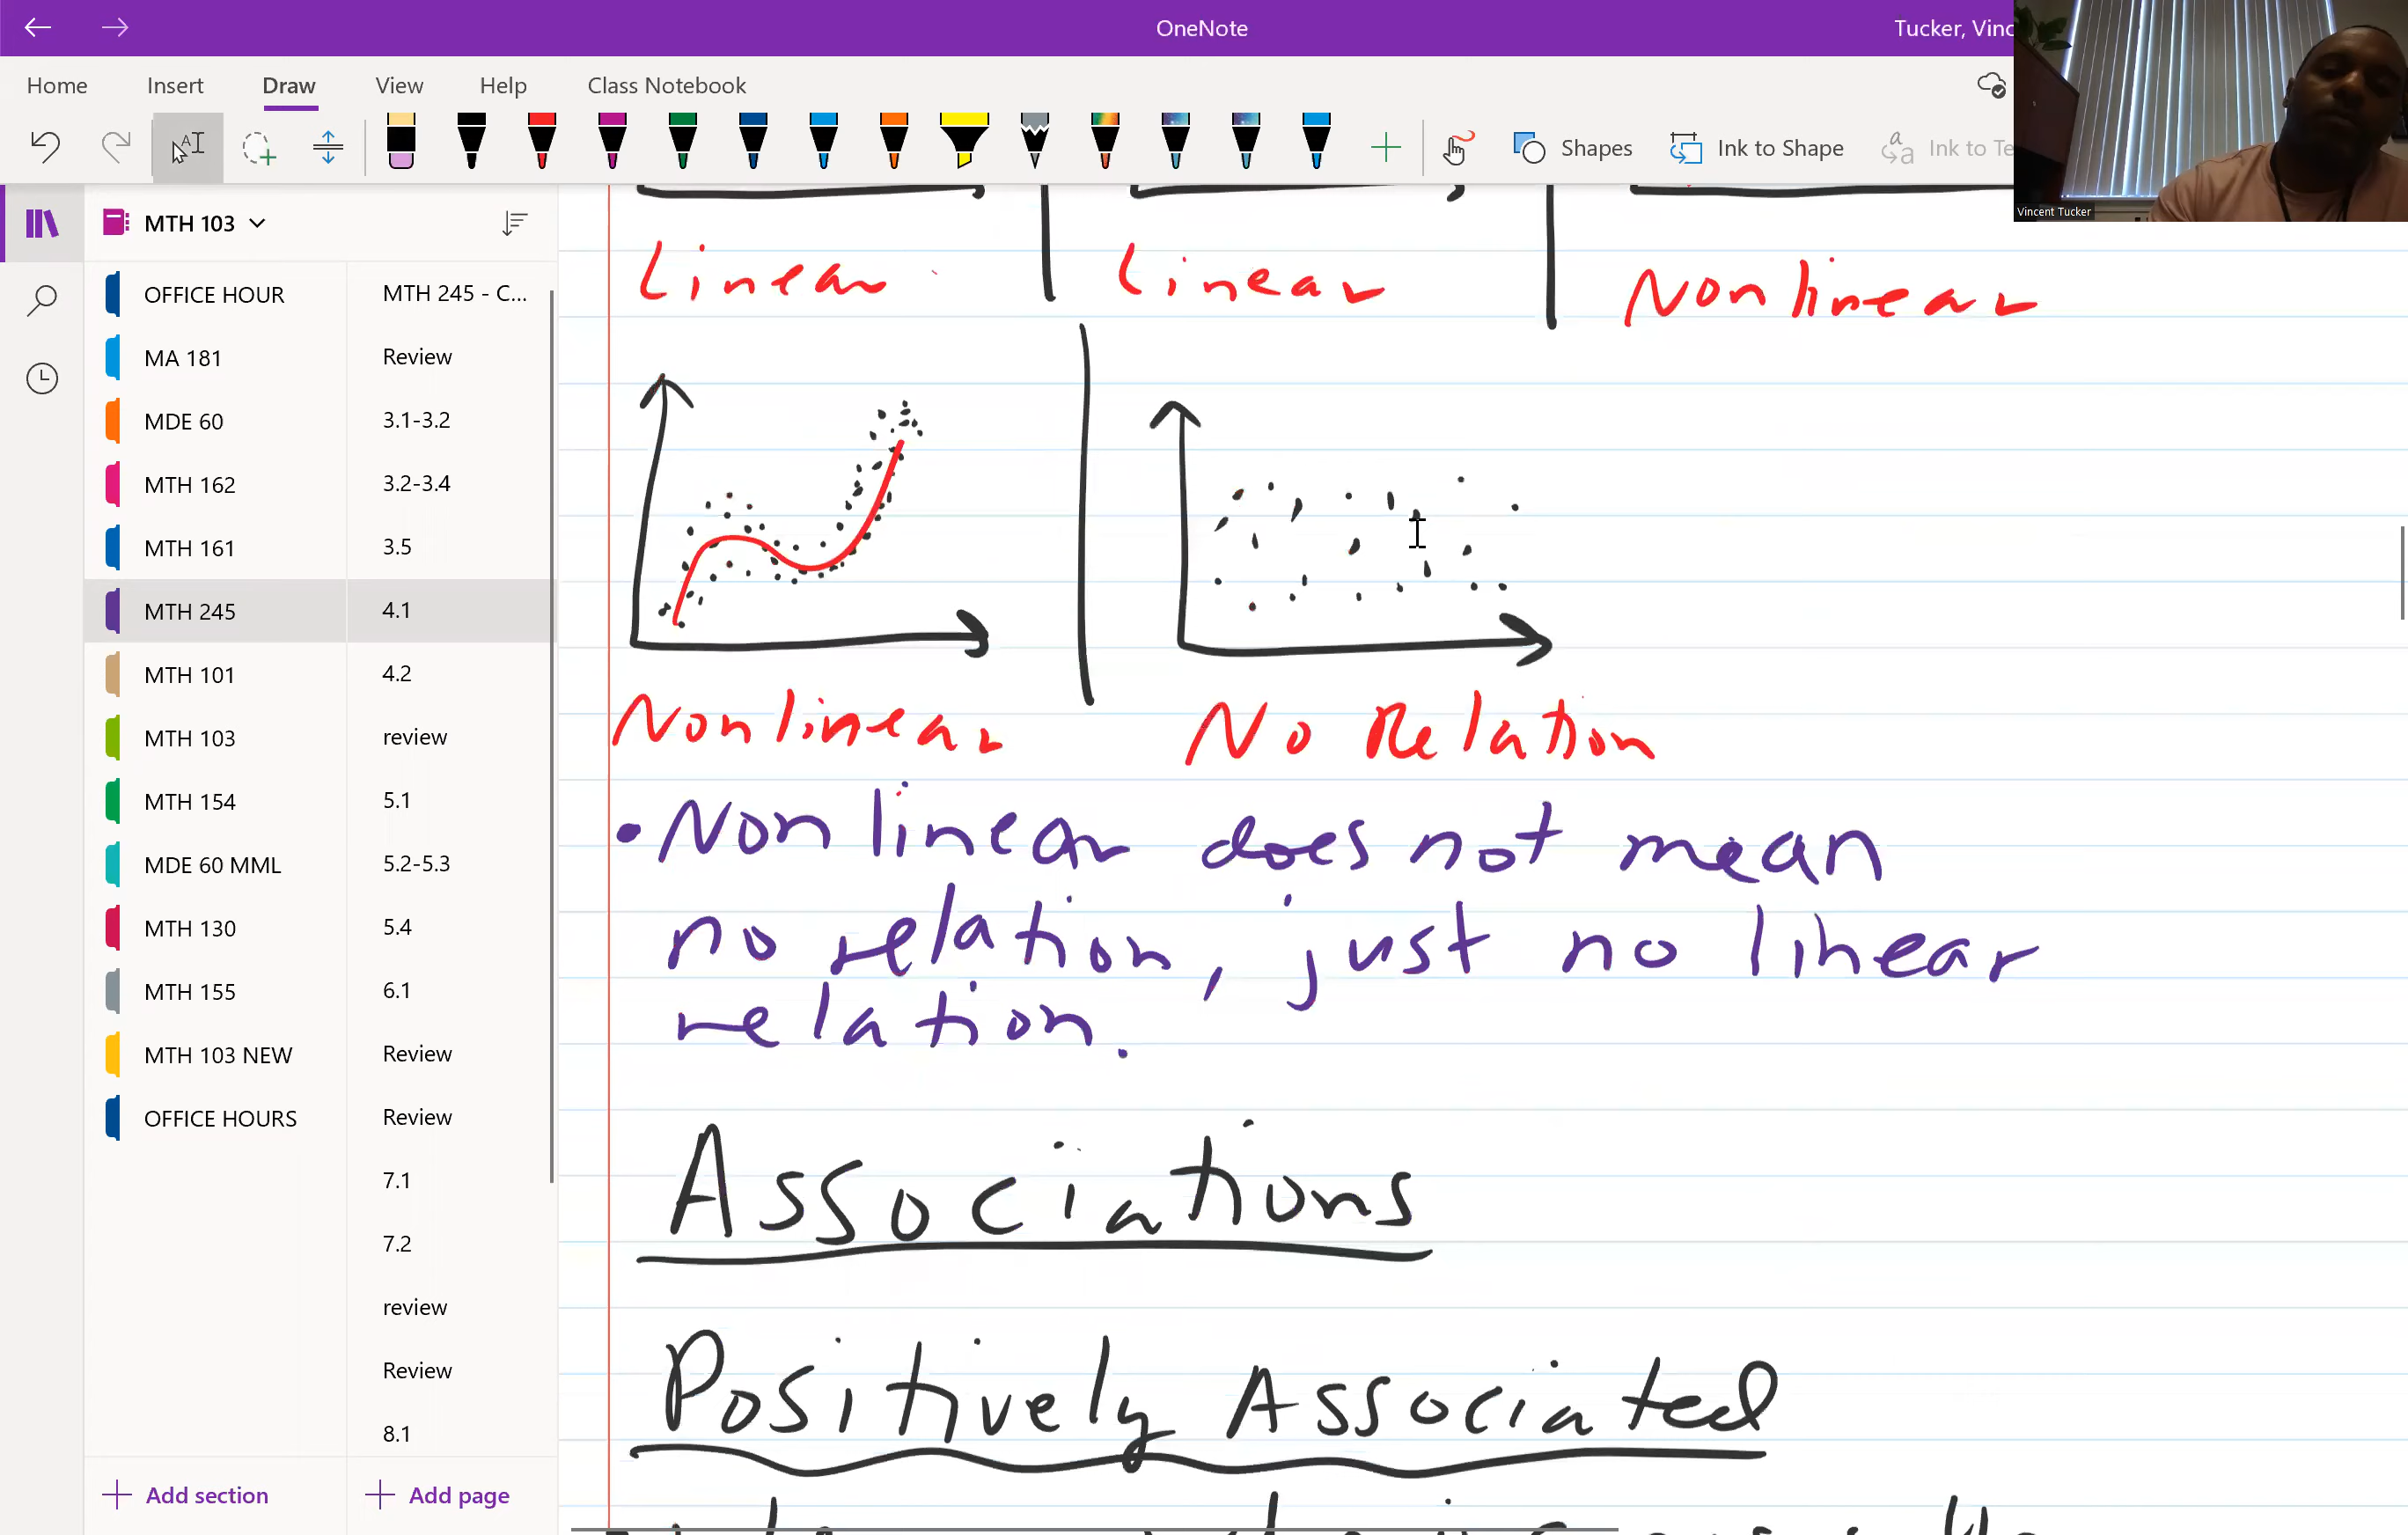 OneNote
Tucker, Vinc
Home Insert Draw View Help Class Notebook
Shapes Ink to Shape Ink to Te
Vincent Tucker
MTH 103
OFFICE HOUR
MA 181
MDE 60
MTH 162
MTH 161
MTH 245
MTH 101
MTH 103
MTH 154
MDE 60 MML
MTH 130
MTH 155
MTH 103 NEW
OFFICE HOURS
Add section
MTH 245 - C...
Review
3.1-3.2
3.2-3.4
3.5
4.1
4.2
review
5.1
5.2-5.3
5.4
6.1
Review
Review
7.1
7.2
review
Review
8.1
Add page
Linear Linear Nonlinear
Nonlinear No Relation
• Nonlinear does not mean
no relation, just no linear
relation.
Associations
Positively Associated